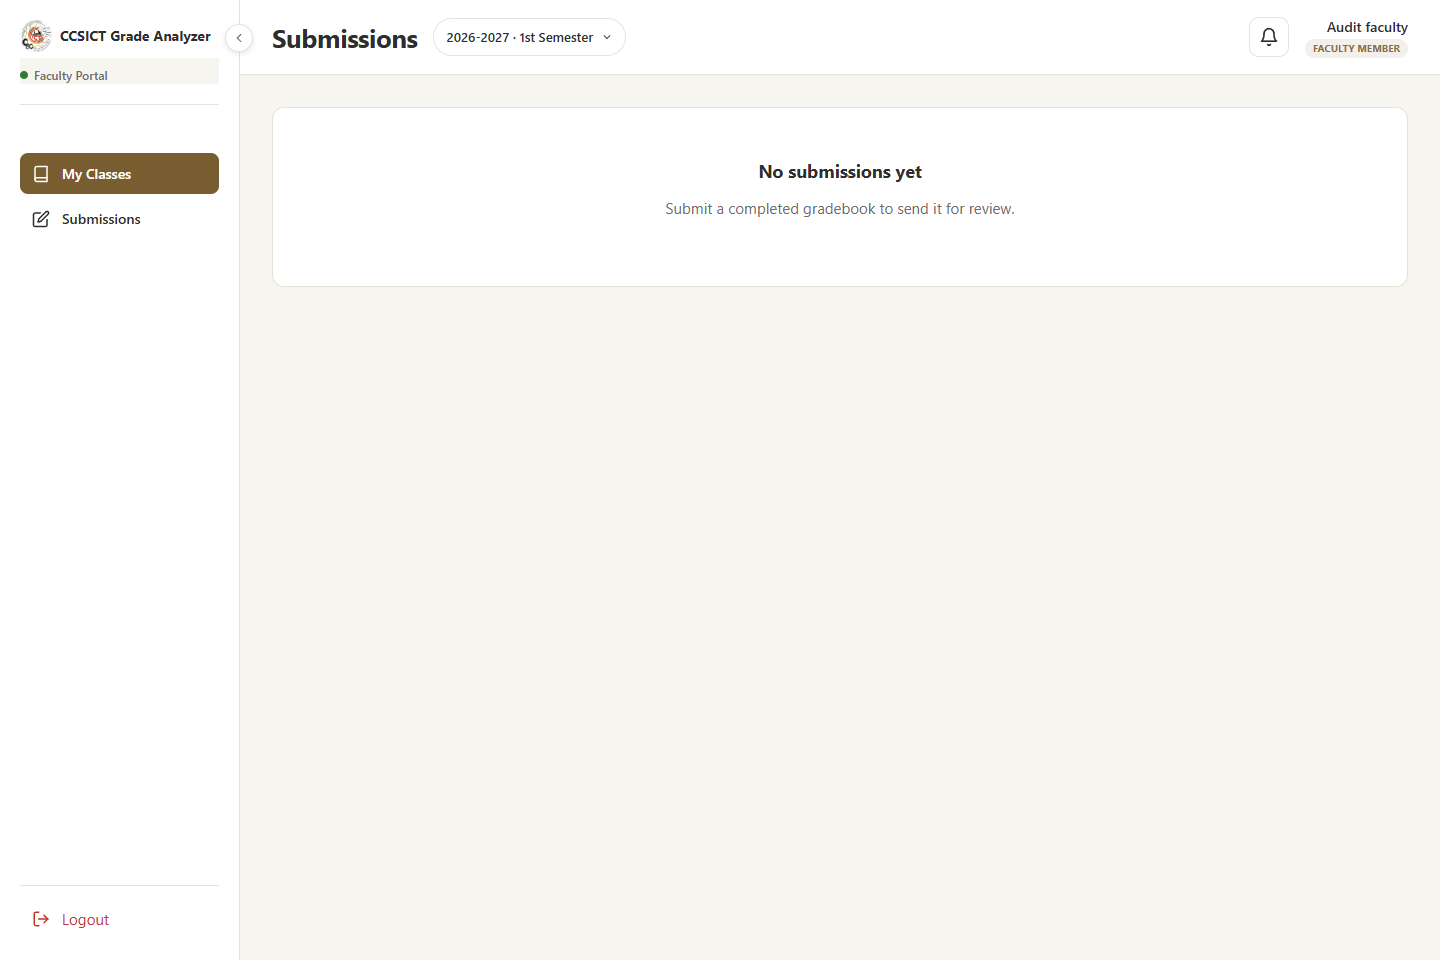 CCSICT Grade Analyzer
Faculty Portal
My Classes
Submissions
Logout
Submissions
2026-2027 · 1st Semester
Audit faculty
FACULTY MEMBER
No submissions yet
Submit a completed gradebook to send it for review.